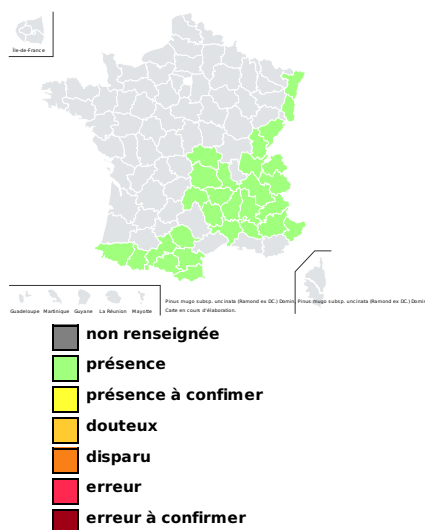 Île-de-France
Guadeloupe Martinique Guyane La Réunion Mayotte
Pinus mugo subsp. uncinata (Ramond ex DC.) Domin, Pinus mugo subsp. uncinata (Ramond ex DC.) Domin
Carte en cours d'élaboration.
non renseignée
présence
présence à confimer
douteux
disparu
erreur
erreur à confirmer